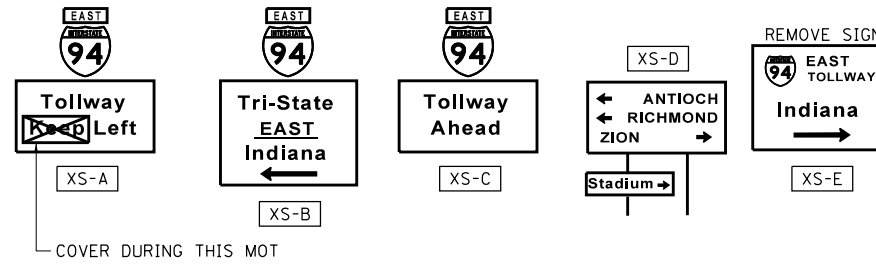 EAST
INTERSTATE
94
Tollway
Keep Left
XS-A
COVER DURING THIS MOT
EAST
INTERSTATE
94
Tri-State
EAST
Indiana
←
XS-B
EAST
INTERSTATE
94
Tollway
Ahead
XS-C
XS-D
← ANTIOCH
← RICHMOND
ZION →
Stadium →
REMOVE SIGN
94 EAST
TOLLWAY
Indiana
→
XS-E